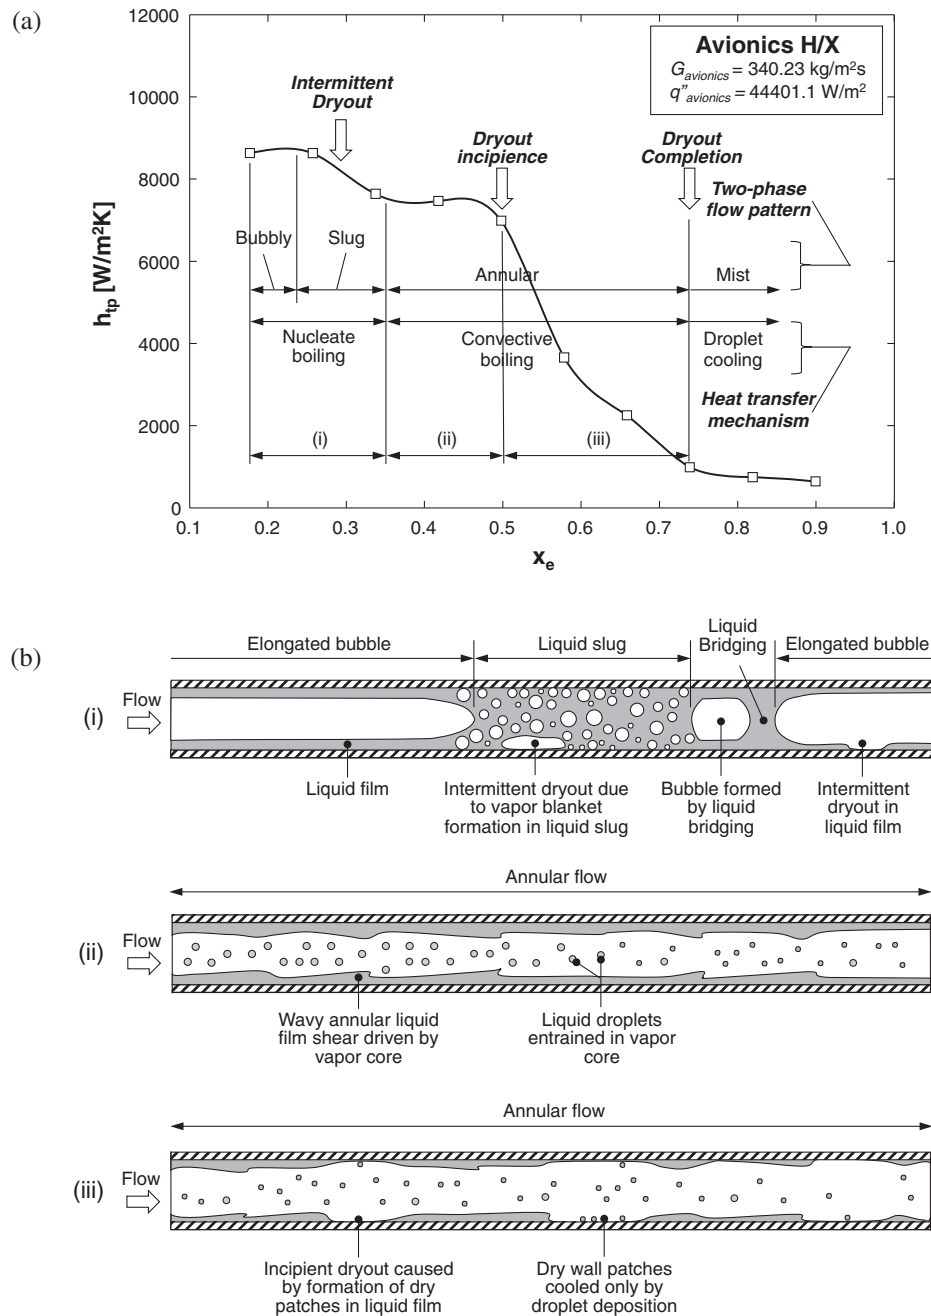 (a)
12000
10000
8000
6000
4000
2000
0
h_tp [W/m²K]
Avionics H/X
G_avionics = 340.23 kg/m²s
q"_avionics = 44401.1 W/m²
Intermittent
Dryout
Dryout
incipience
Dryout
Completion
Two-phase
flow pattern
Bubbly
Slug
Annular
Mist
Nucleate
boiling
Convective
boiling
Droplet
cooling
Heat transfer
mechanism
(i)
(ii)
(iii)
0.1
0.2
0.3
0.4
0.5
0.6
0.7
0.8
0.9
1.0
x_e
(b)
Elongated bubble
Liquid slug
Liquid
Bridging
Elongated bubble
(i)
Flow
Liquid film
Intermittent dryout due
to vapor blanket
formation in liquid slug
Bubble formed
by liquid
bridging
Intermittent
dryout in
liquid film
Annular flow
(ii)
Flow
Wavy annular liquid
film shear driven by
vapor core
Liquid droplets
entrained in vapor
core
Annular flow
(iii)
Flow
Incipient dryout caused
by formation of dry
patches in liquid film
Dry wall patches
cooled only by
droplet deposition